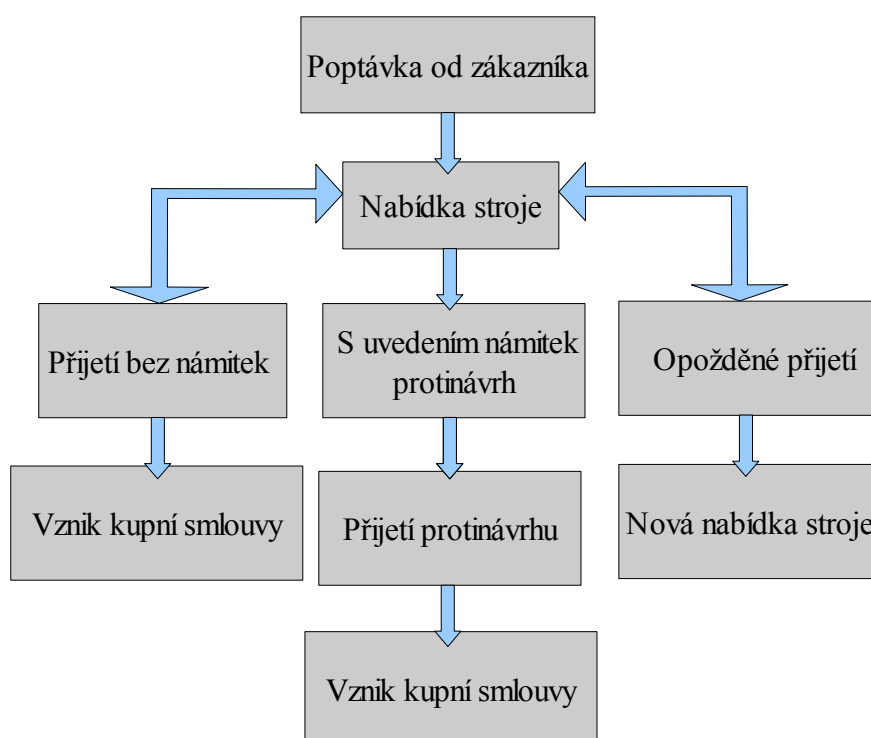 Poptávka od zákazníka
Nabídka stroje
Přijetí bez námitek
S uvedením námitek
protinávrh
Opožděné přijetí
Vznik kupní smlouvy
Přijetí protinávrhu
Nová nabídka stroje
Vznik kupní smlouvy